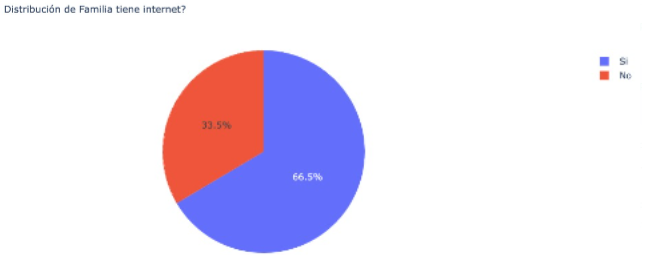 Distribución de Familia tiene internet?
Si
No
33.5%
66.5%